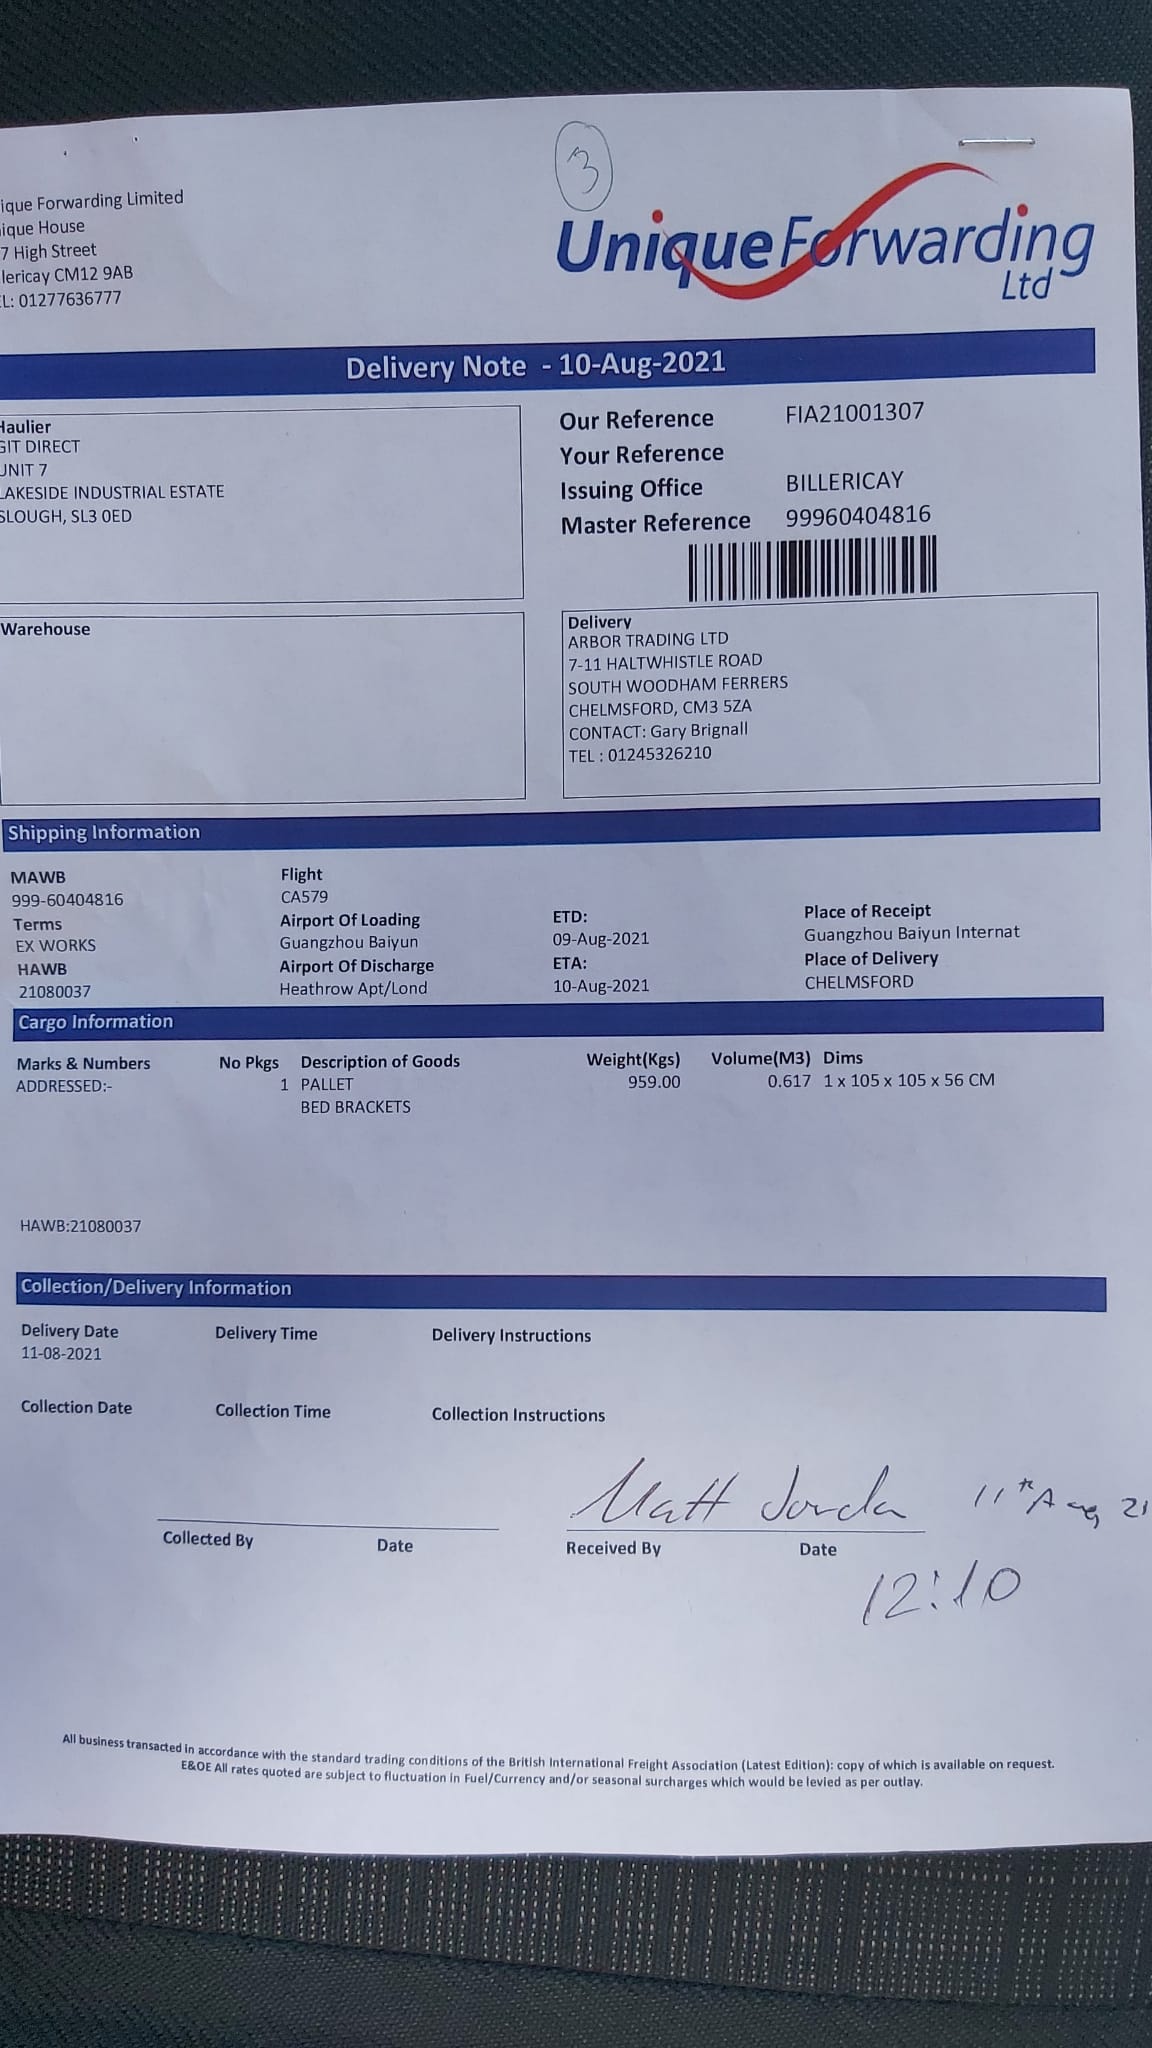 3
ique Forwarding Limited
UniqueForwarding
Ltd
ique House
7 High Street
lericay CM12 9AB
L: 01277636777
Delivery Note - 10-Aug-2021
Haulier
GIT DIRECT
UNIT 7
LAKESIDE INDUSTRIAL ESTATE
SLOUGH, SL3 0ED
Our Reference FIA21001307
Your Reference
Issuing Office BILLERICAY
Master Reference 99960404816
Warehouse
Delivery
ARBOR TRADING LTD
7-11 HALTWHISTLE ROAD
SOUTH WOODHAM FERRERS
CHELMSFORD, CM3 5ZA
CONTACT: Gary Brignall
TEL : 01245326210
Shipping Information
MAWB
999-60404816
Terms
EX WORKS
HAWB
21080037
Flight
CA579
Airport Of Loading
Guangzhou Baiyun
Airport Of Discharge
Heathrow Apt/Lond
ETD:
09-Aug-2021
ETA:
10-Aug-2021
Place of Receipt
Guangzhou Baiyun Internat
Place of Delivery
CHELMSFORD
Cargo Information
Marks & Numbers No Pkgs Description of Goods Weight(Kgs) Volume(M3) Dims
ADDRESSED:- 1 PALLET 959.00 0.617 1 x 105 x 105 x 56 CM
BED BRACKETS
HAWB:21080037
Collection/Delivery Information
Delivery Date Delivery Time Delivery Instructions
11-08-2021
Collection Date Collection Time Collection Instructions
Matt Jorda 11th Aug 21
Collected By Date Received By Date
12:10
All business transacted in accordance with the standard trading conditions of the British International Freight Association (Latest Edition): copy of which is available on request.
E&OE All rates quoted are subject to fluctuation in Fuel/Currency and/or seasonal surcharges which would be levied as per outlay.